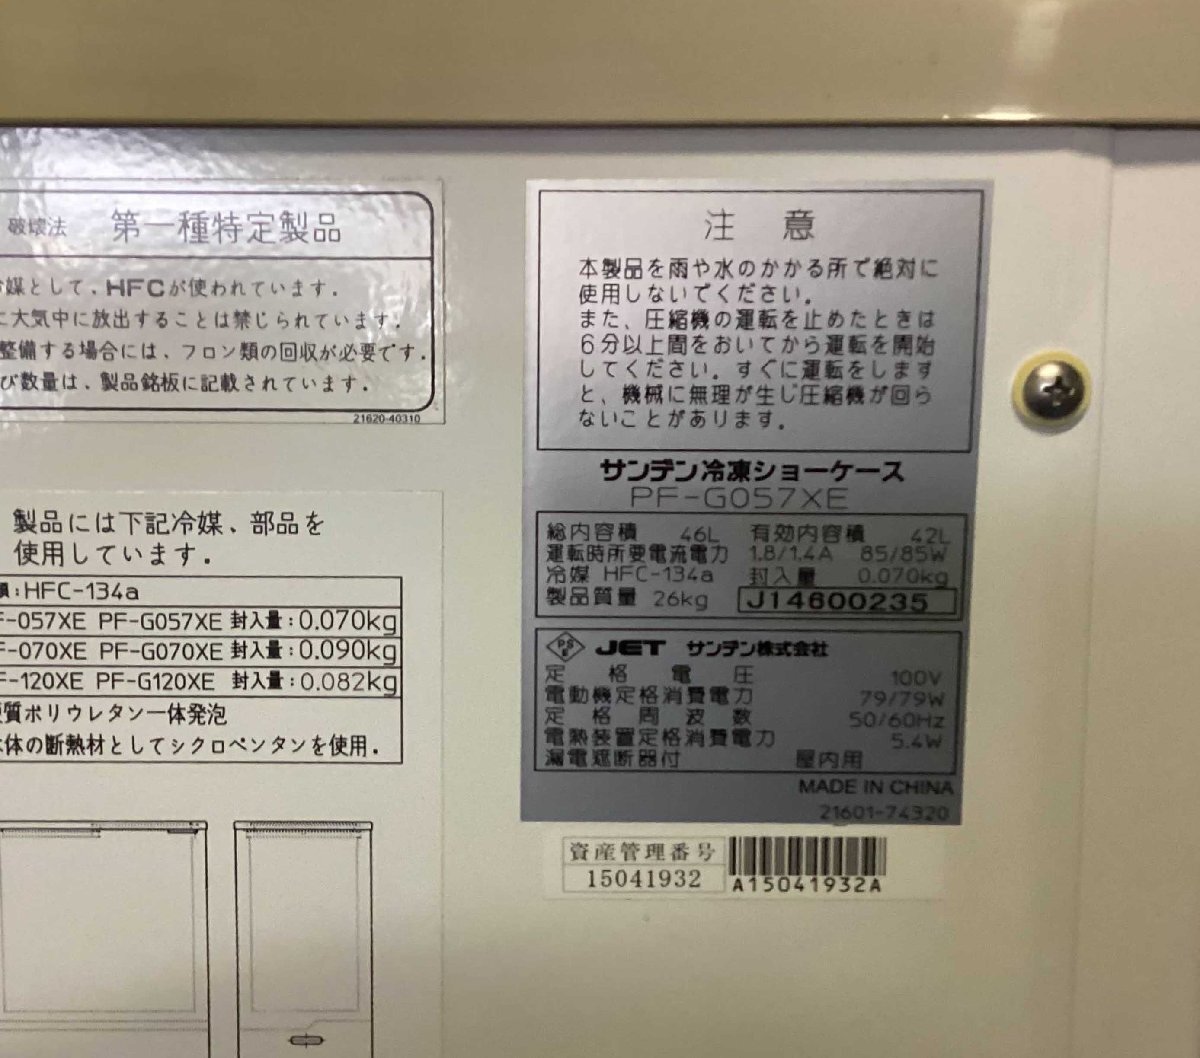 破壊法 第一種特定製品
媒として、HFCが使われています．
に大気中に放出することは禁じられています．
整備する場合には、フロン類の回収が必要です．
び数量は、製品銘板に記載されています．
21620-40310
製品には下記冷媒、部品を
使用しています．
:HFC-134a
F-057XE PF-G057XE 封入量:0.070kg
F-070XE PF-G070XE 封入量:0.090kg
F-120XE PF-G120XE 封入量:0.082kg
質ポリウレタン一体発泡
体の断熱材としてシクロペンタンを使用．
注 意
本製品を雨や水のかかる所で絶対に
使用しないでください．
また、圧縮機の運転を止めたときは
6分以上間をおいてから運転を開始
してください．すぐに運転をします
と、機械に無理が生じ圧縮機が回ら
ないことがあります．
サンデン冷凍ショーケース
PF-G057XE
総内容積 46L 有効内容積 42L
運転時所要電流電力 1.8/1.4A 85/85W
冷媒 HFC-134a 封入量 0.070kg
製品質量 26kg J14600235
PS E JET サンデン株式会社
定格電圧 100V
電動機定格消費電力 79/79W
定格周波数 50/60Hz
電熱装置定格消費電力 5.4W
漏電遮断器付 屋内用
MADE IN CHINA
21601-74320
資産管理番号
15041932
A15041932A